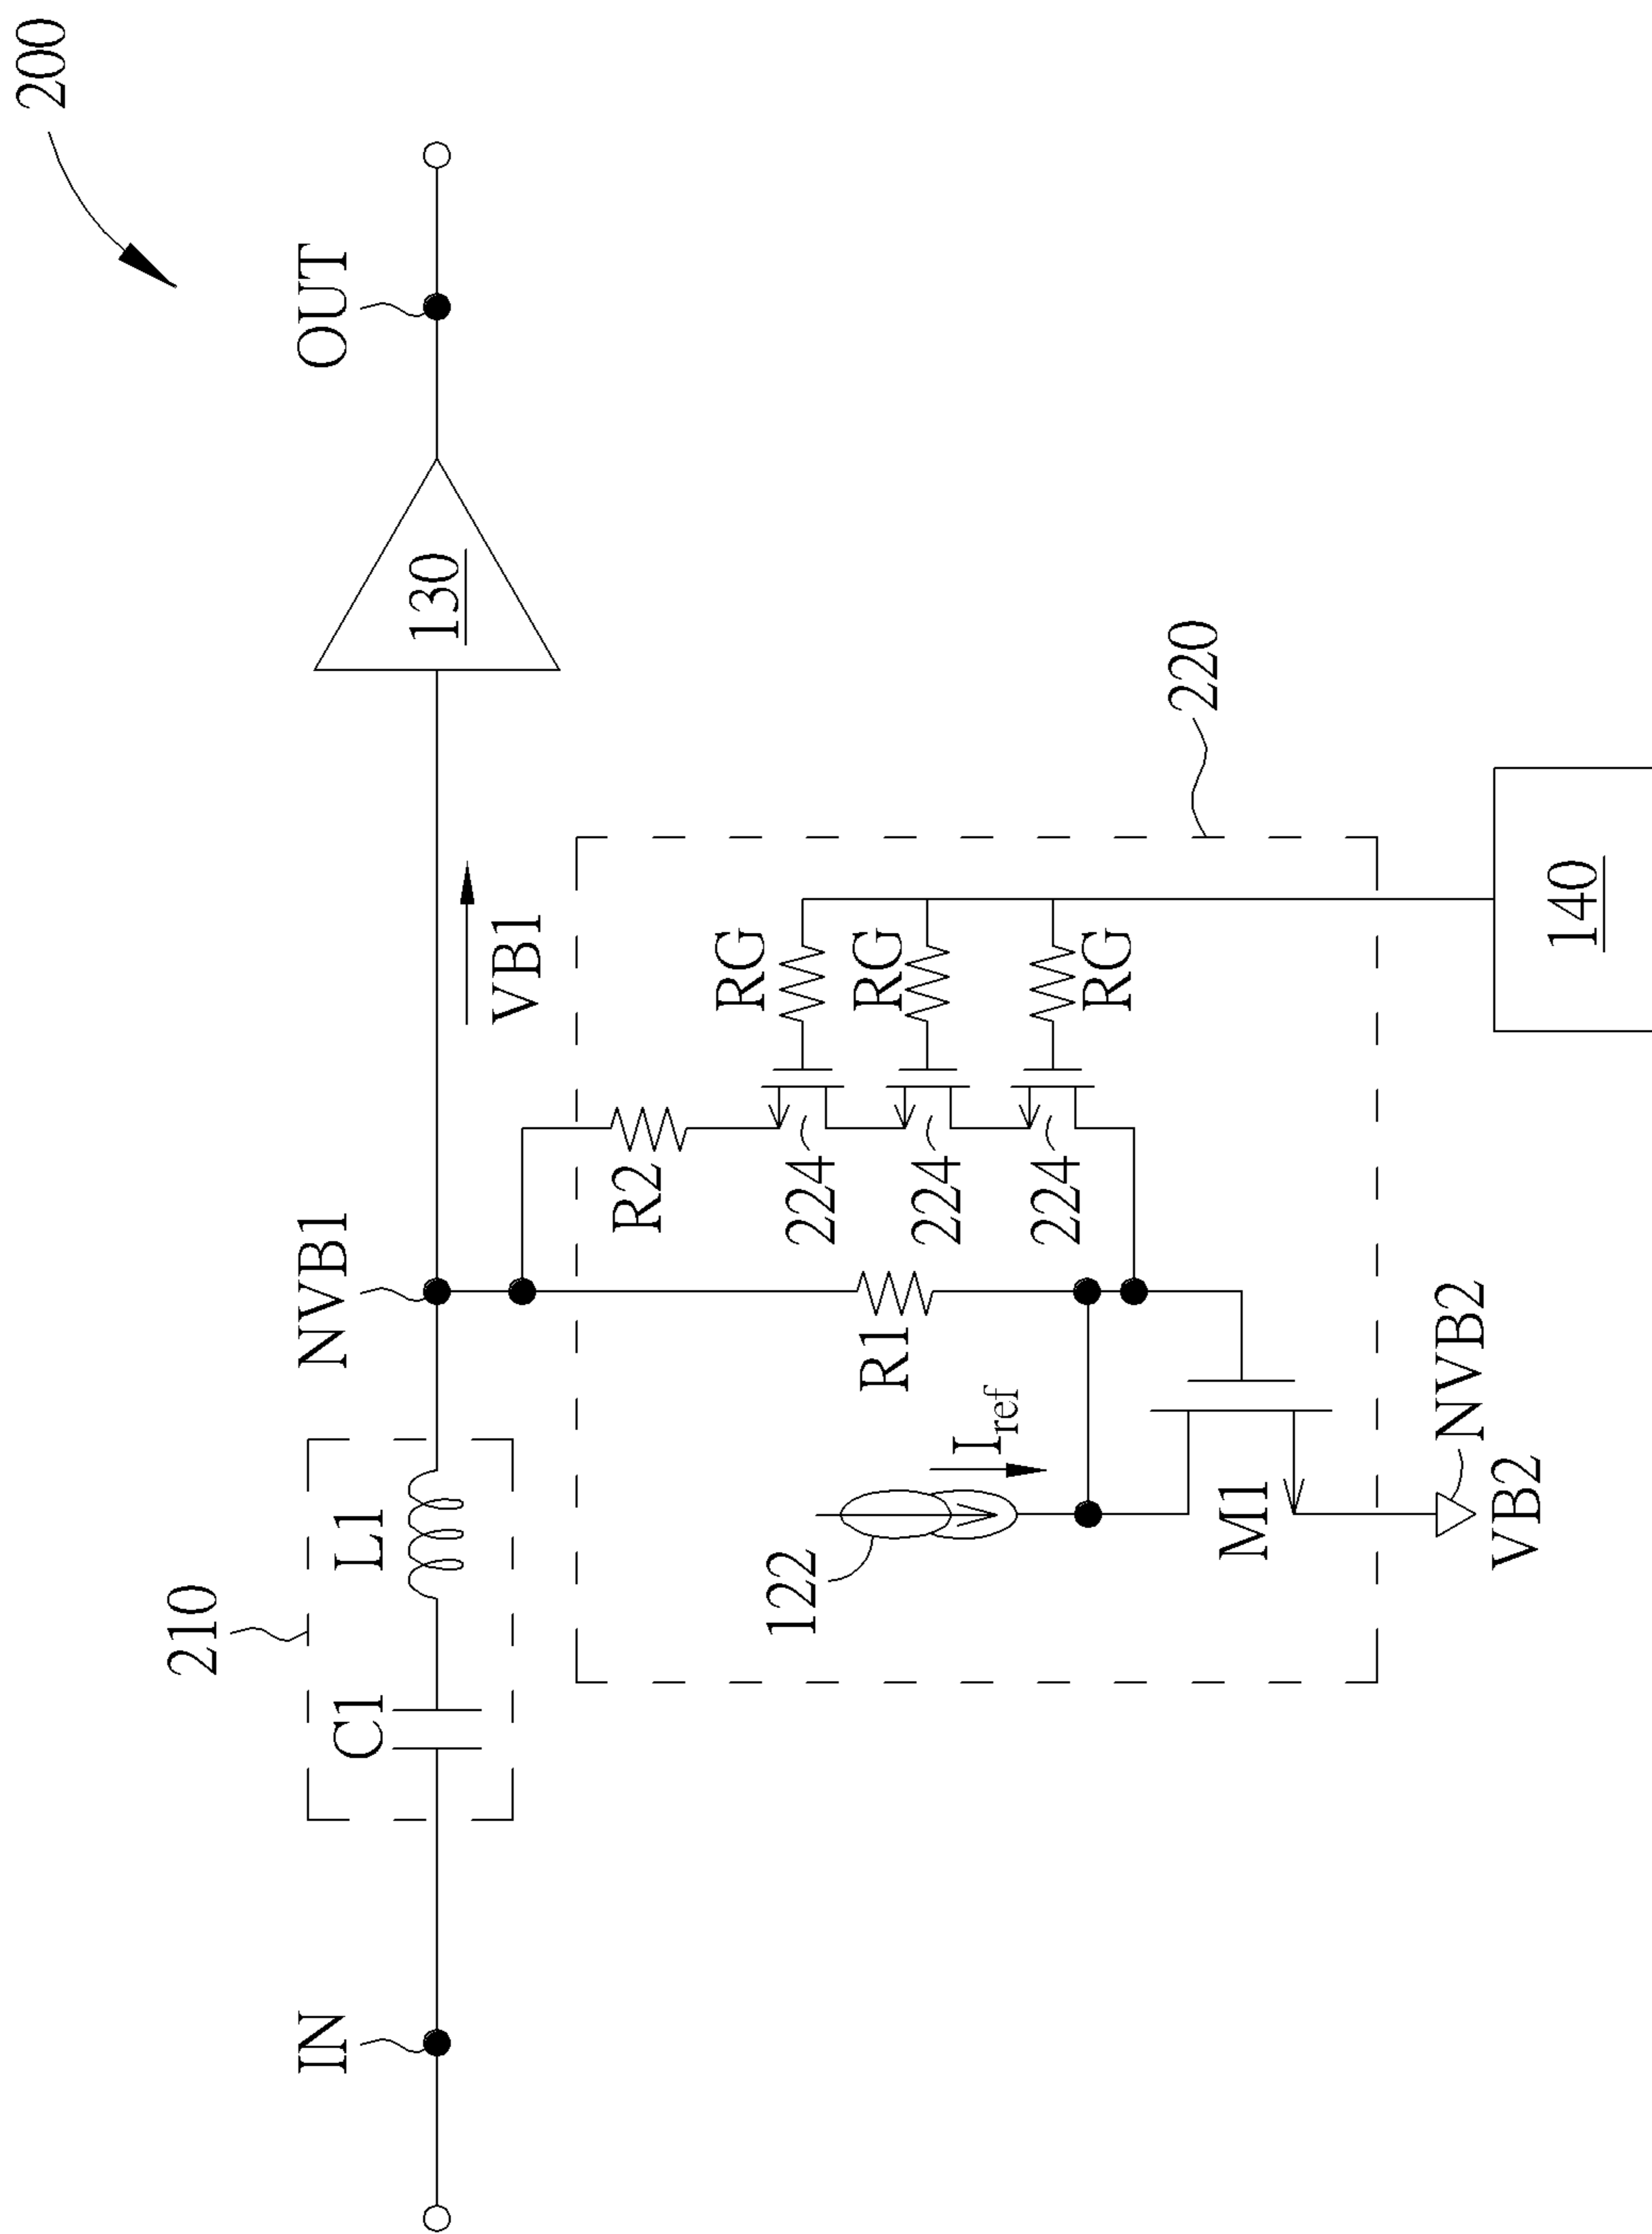 200
OUT
130
VB1
220
NVB1
R2
RG
RG
RG
224
224
224
140
210
C1
L1
R1
I_ref
122
M1
NVB2
VB2
IN